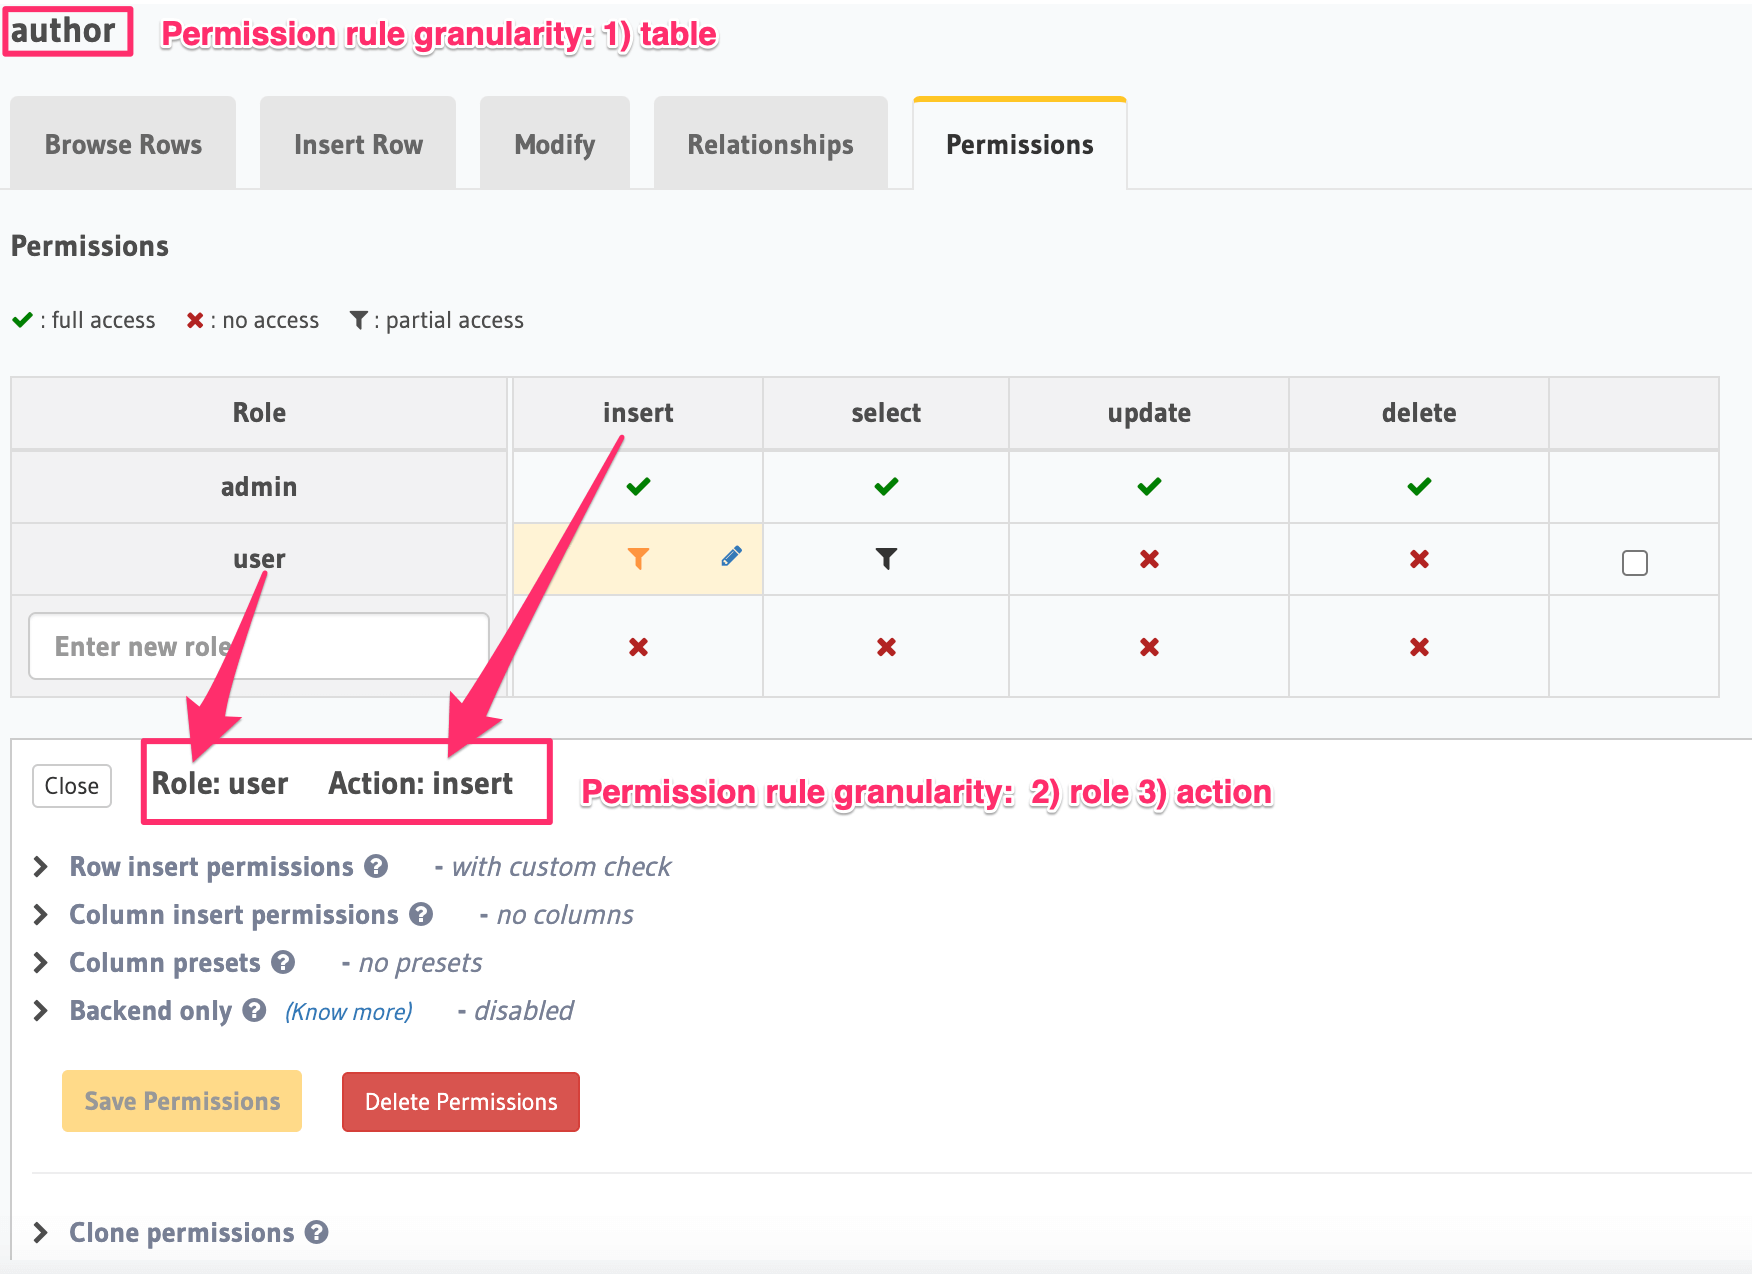 author Permission rule granularity: 1) table
Browse Rows Insert Row Modify Relationships Permissions
Permissions
: full access : no access : partial access
Role insert select update delete
admin
user
Enter new role
Close Role: user Action: insert Permission rule granularity: 2) role 3) action
Row insert permissions ? - with custom check
Column insert permissions ? - no columns
Column presets ? - no presets
Backend only ? (Know more) - disabled
Save Permissions Delete Permissions
Clone permissions ?